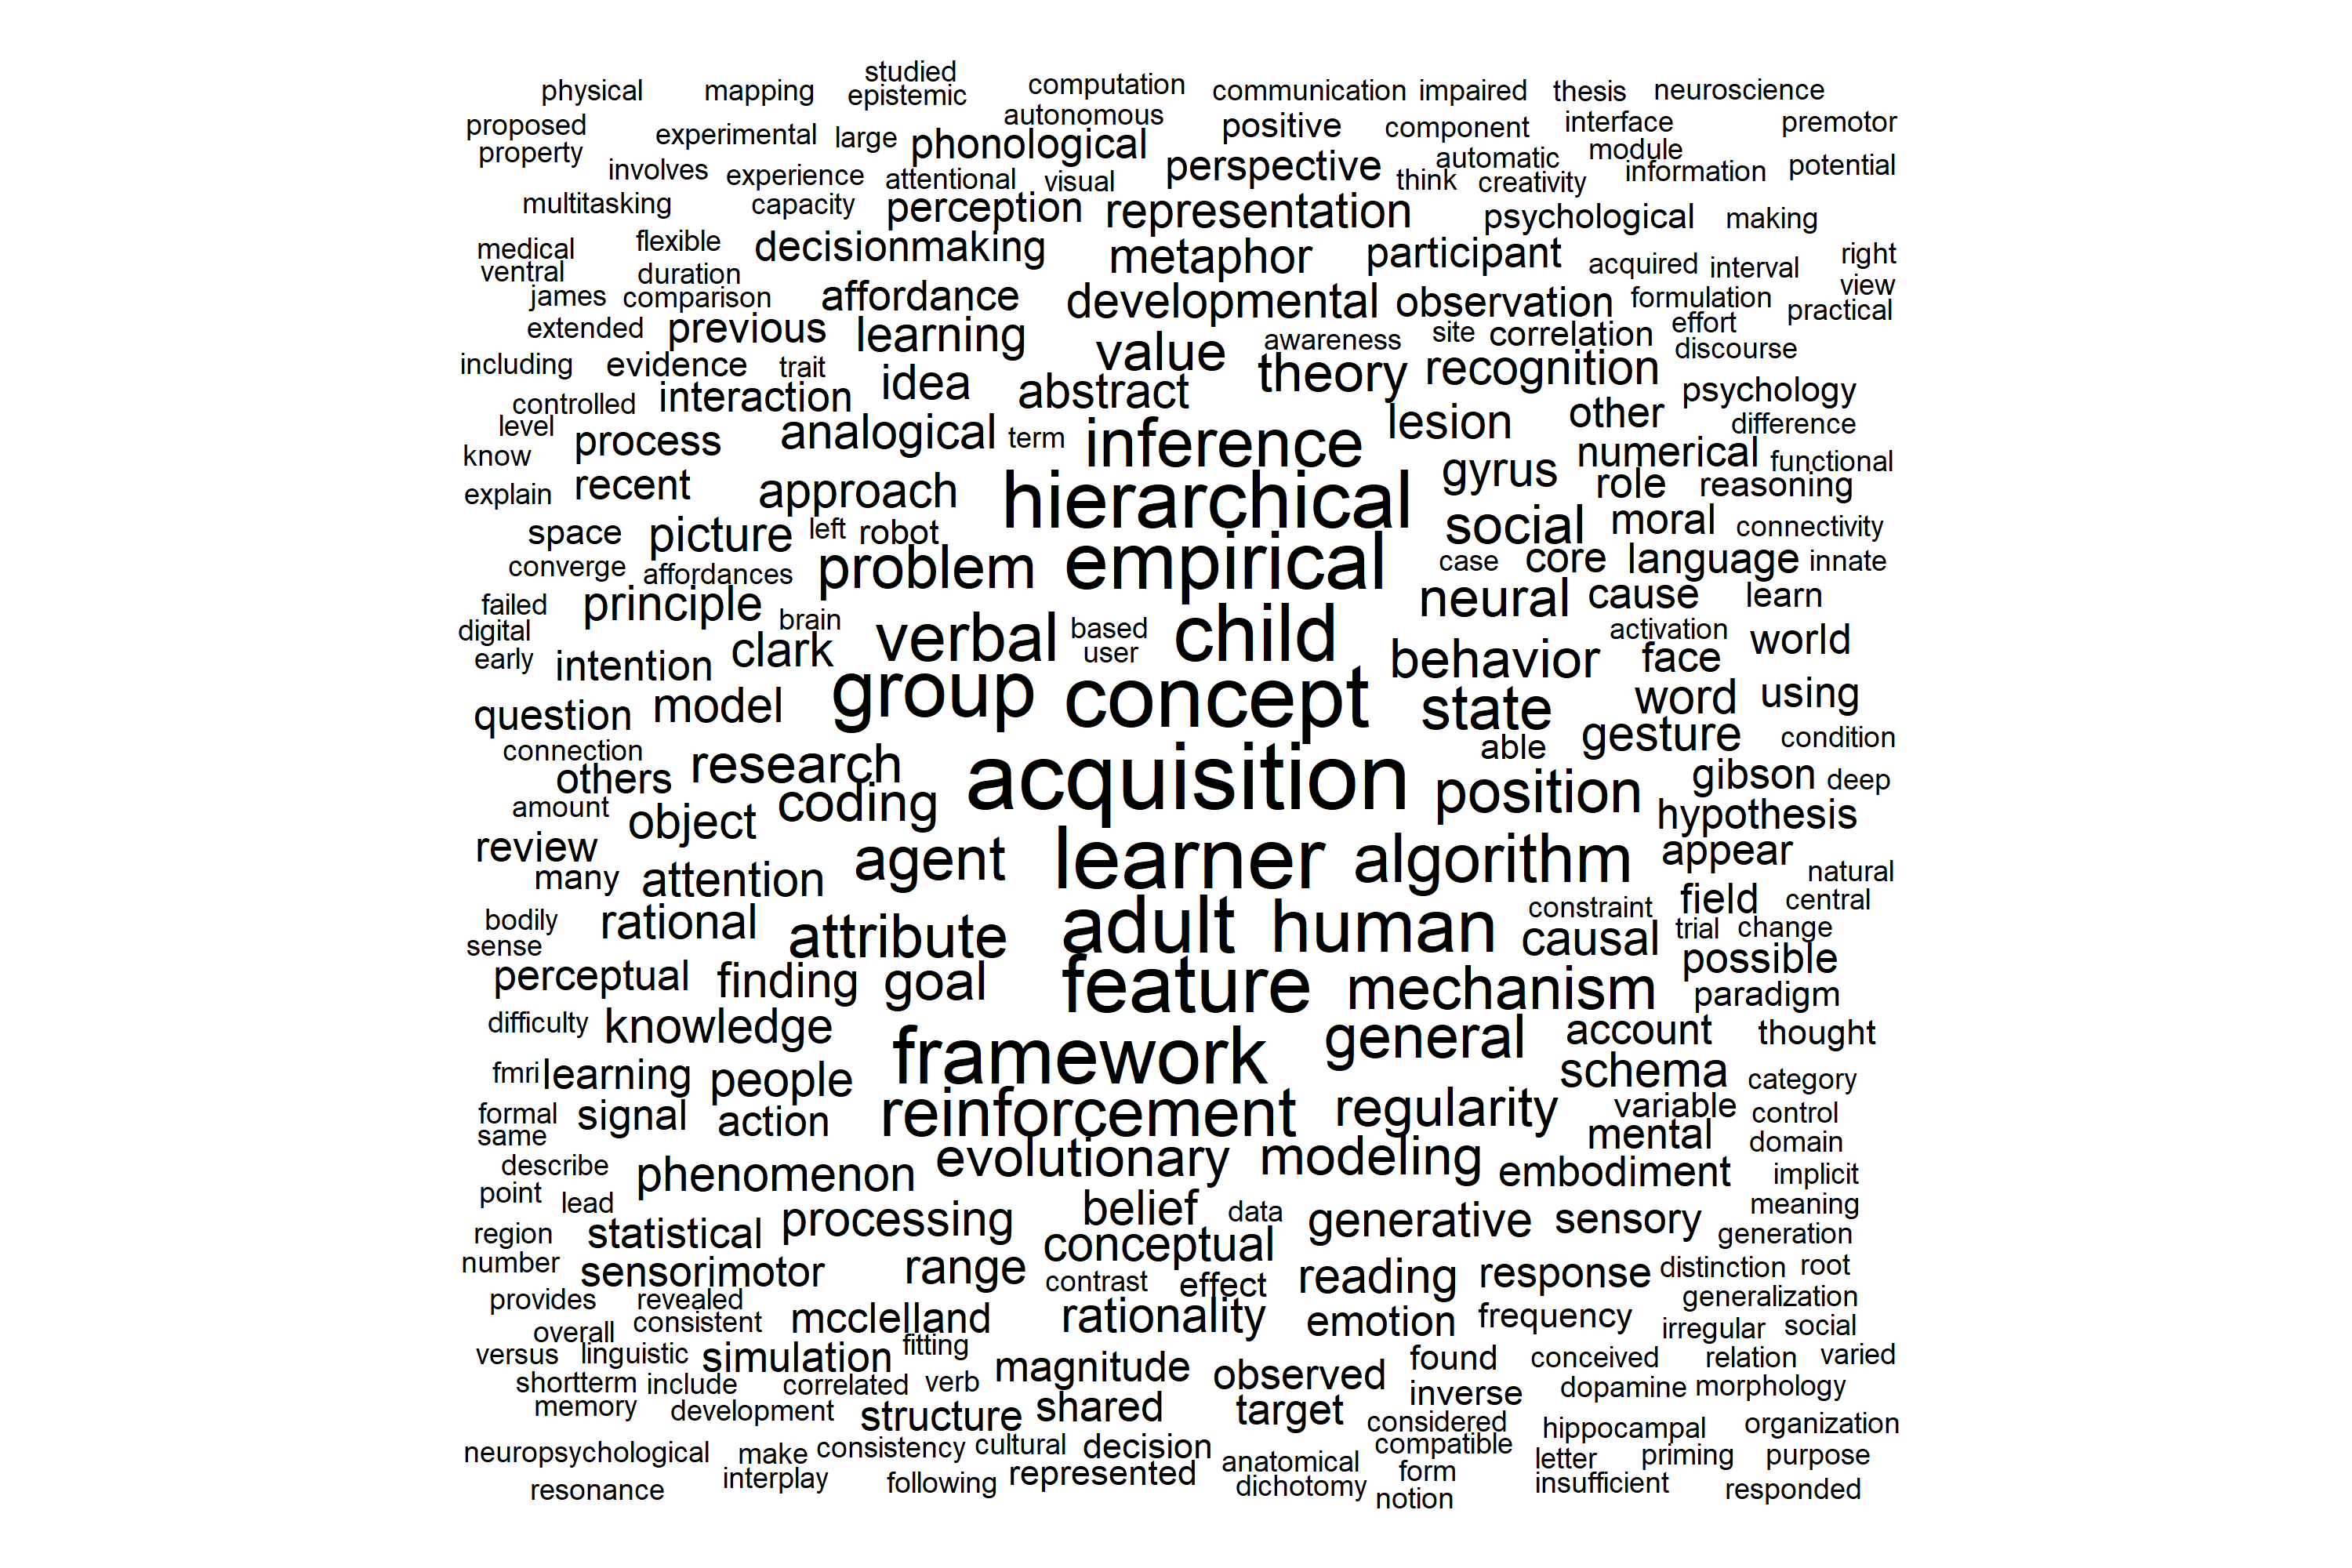 studied
physical mapping epistemic computation communication impaired thesis neuroscience
autonomous
proposed experimental large phonological positive component interface premotor
property involves experience attentional visual perspective automatic module information potential
think creativity
multitasking capacity perception representation psychological making
medical flexible decisionmaking metaphor participant acquired interval right
ventral duration view
james comparison affordance developmental observation formulation practical
extended previous learning value awareness site correlation effort
including evidence trait idea abstract theory recognition discourse
controlled interaction psychology
level process analogical term inference lesion other difference
know numerical functional
explain recent approach hierarchical gyrus role reasoning
space picture left robot social moral connectivity
converge affordances problem empirical case core language innate
failed principle brain neural cause learn
digital clark verbal based child activation world
early intention user behavior face
question model group concept state word using
connection able gesture condition
others research acquisition position gibson deep
amount object coding hypothesis
review agent learner algorithm appear natural
many attention
bodily rational attribute adult human constraint field central
sense causal trial change
perceptual finding goal feature mechanism possible
paradigm
difficulty knowledge framework general account thought
fmri learning people schema category
formal signal action reinforcement regularity variable control
same mental domain
describe phenomenon evolutionary modeling embodiment implicit
point lead belief data meaning
region statistical processing generative sensory generation
number sensorimotor range conceptual reading response distinction root
provides revealed contrast effect generalization
overall consistent mcclelland rationality emotion frequency irregular social
versus linguistic simulation fitting magnitude observed found conceived relation varied
shortterm include correlated verb inverse dopamine morphology
memory development structure shared target considered hippocampal organization
neuropsychological make consistency cultural decision compatible letter priming purpose
resonance interplay following represented anatomical form insufficient responded
dichotomy notion